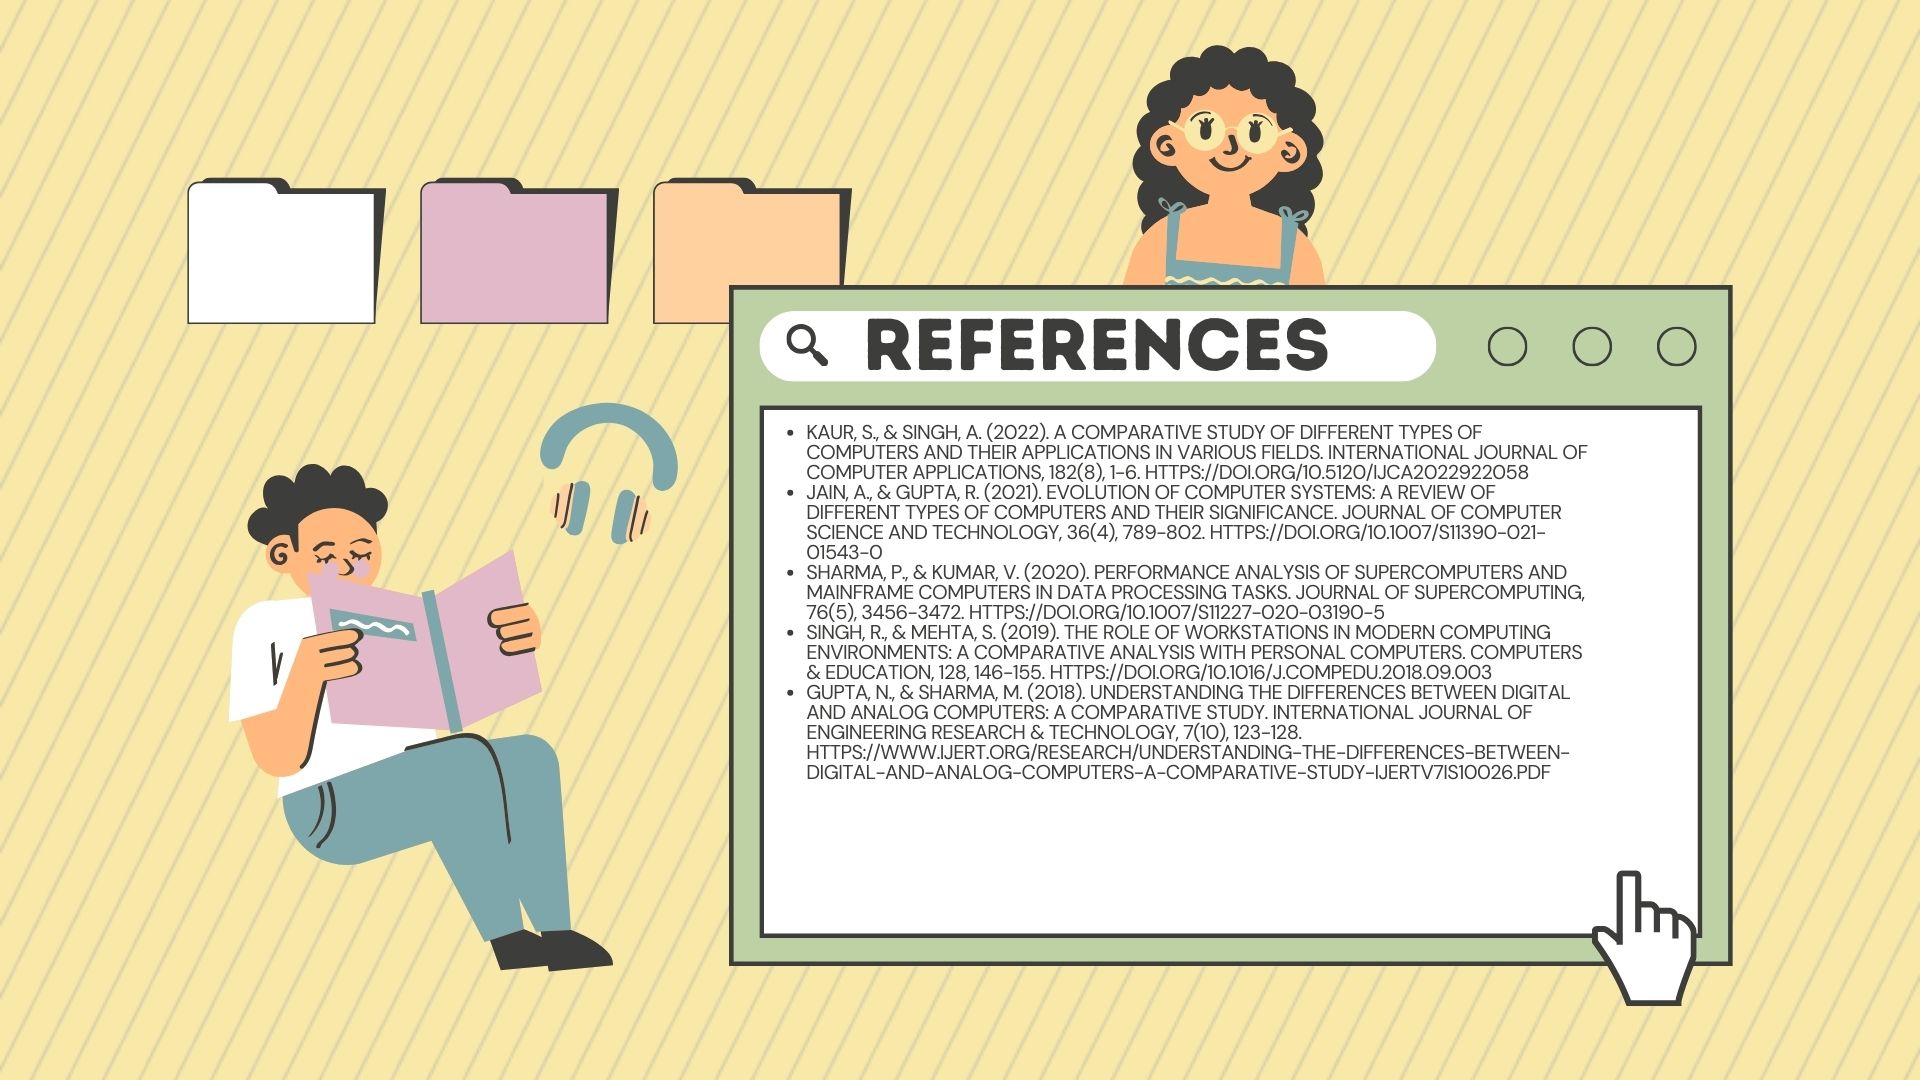 REFERENCES
• KAUR, S., & SINGH, A. (2022). A COMPARATIVE STUDY OF DIFFERENT TYPES OF
COMPUTERS AND THEIR APPLICATIONS IN VARIOUS FIELDS. INTERNATIONAL JOURNAL OF
COMPUTER APPLICATIONS, 182(8), 1-6. HTTPS://DOI.ORG/10.5120/IJCA2022922058
• JAIN, A., & GUPTA, R. (2021). EVOLUTION OF COMPUTER SYSTEMS: A REVIEW OF
DIFFERENT TYPES OF COMPUTERS AND THEIR SIGNIFICANCE. JOURNAL OF COMPUTER
SCIENCE AND TECHNOLOGY, 36(4), 789-802. HTTPS://DOI.ORG/10.1007/S11390-021-
01543-0
• SHARMA, P., & KUMAR, V. (2020). PERFORMANCE ANALYSIS OF SUPERCOMPUTERS AND
MAINFRAME COMPUTERS IN DATA PROCESSING TASKS. JOURNAL OF SUPERCOMPUTING,
76(5), 3456-3472. HTTPS://DOI.ORG/10.1007/S11227-020-03190-5
• SINGH, R., & MEHTA, S. (2019). THE ROLE OF WORKSTATIONS IN MODERN COMPUTING
ENVIRONMENTS: A COMPARATIVE ANALYSIS WITH PERSONAL COMPUTERS. COMPUTERS
& EDUCATION, 128, 146-155. HTTPS://DOI.ORG/10.1016/J.COMPEDU.2018.09.003
• GUPTA, N., & SHARMA, M. (2018). UNDERSTANDING THE DIFFERENCES BETWEEN DIGITAL
AND ANALOG COMPUTERS: A COMPARATIVE STUDY. INTERNATIONAL JOURNAL OF
ENGINEERING RESEARCH & TECHNOLOGY, 7(10), 123-128.
HTTPS://WWW.IJERT.ORG/RESEARCH/UNDERSTANDING-THE-DIFFERENCES-BETWEEN-
DIGITAL-AND-ANALOG-COMPUTERS-A-COMPARATIVE-STUDY-IJERTV7IS10026.PDF